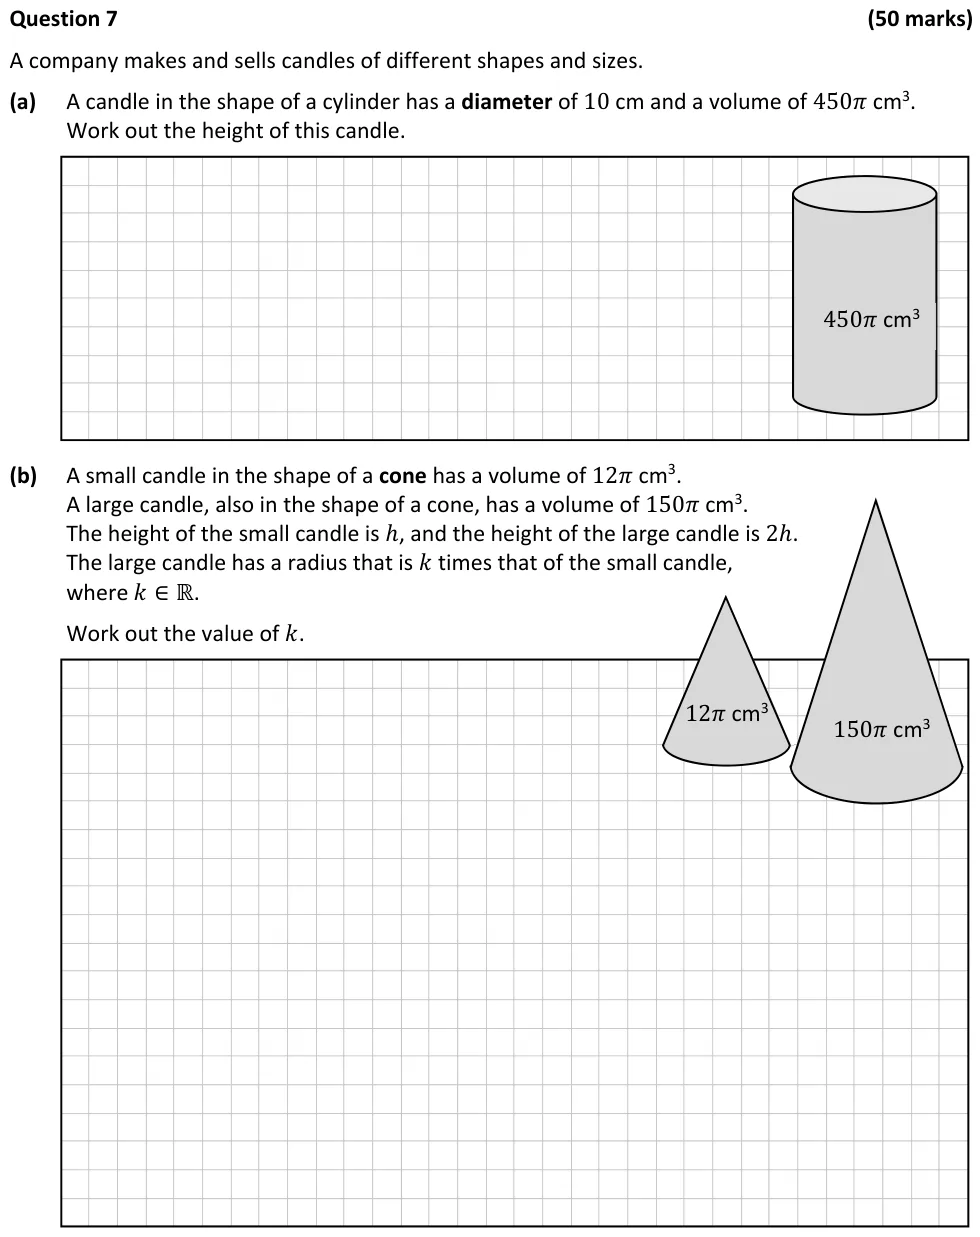 Question 7 (50 marks)
A company makes and sells candles of different shapes and sizes.
(a) A candle in the shape of a cylinder has a diameter of 10 cm and a volume of 450π cm³.
Work out the height of this candle.
450π cm³
(b) A small candle in the shape of a cone has a volume of 12π cm³.
A large candle, also in the shape of a cone, has a volume of 150π cm³.
The height of the small candle is h, and the height of the large candle is 2h.
The large candle has a radius that is k times that of the small candle,
where k ∈ ℝ.
Work out the value of k.
12π cm³
150π cm³